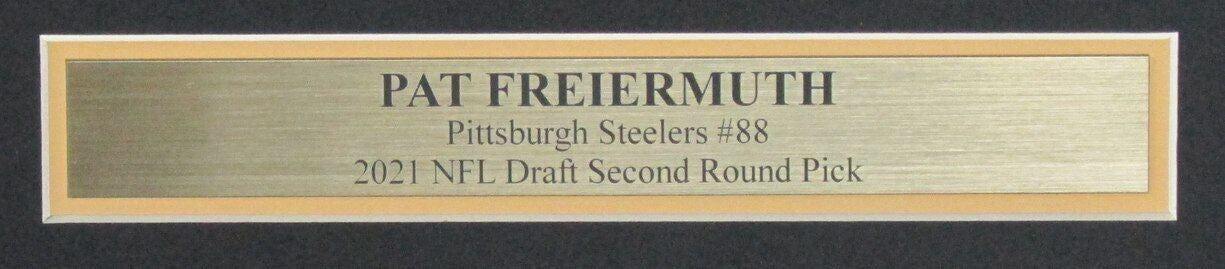 PAT FREIERMUTH
Pittsburgh Steelers #88
2021 NFL Draft Second Round Pick